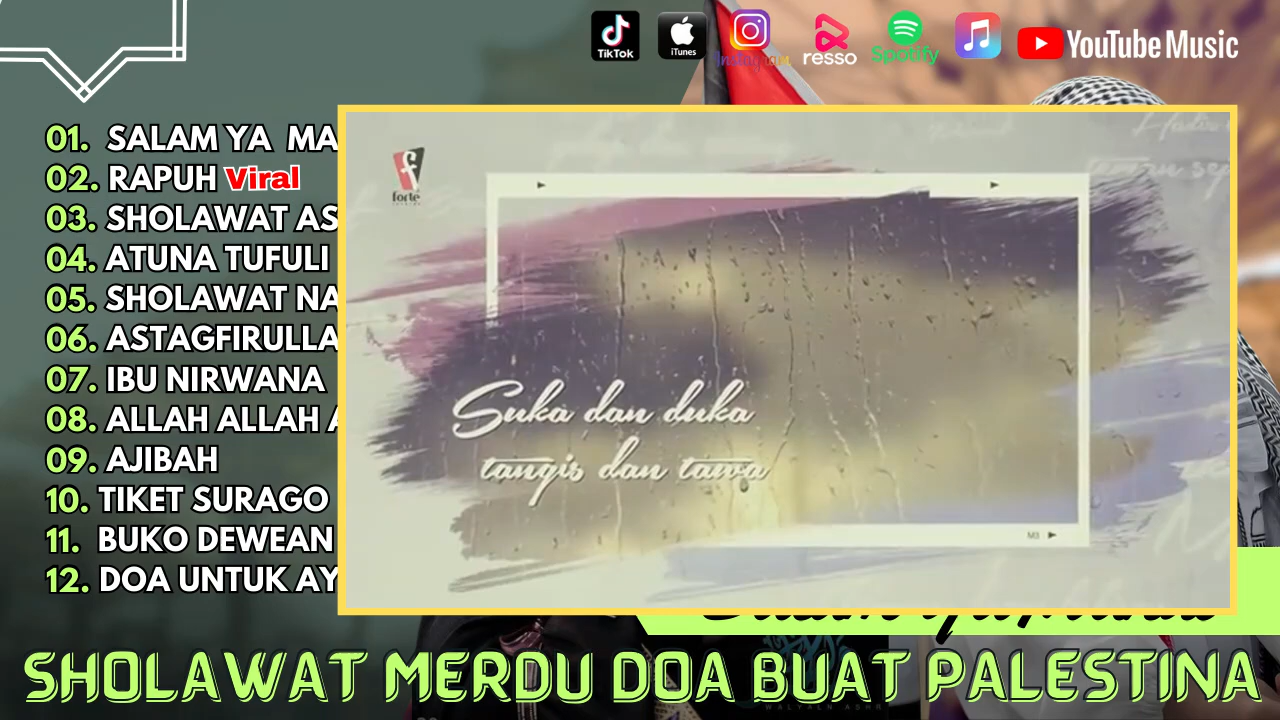 TikTok
iTunes
Instagram
resso
Spotify
YouTube Music
01. SALAM YA MA
02. RAPUH Viral
03. SHOLAWAT AS
04. ATUNA TUFULI
05. SHOLAWAT NA
06. ASTAGFIRULLA
07. IBU NIRWANA
08. ALLAH ALLAH A
09. AJIBAH
10. TIKET SURAGO
11. BUKO DEWEAN
12. DOA UNTUK AY
forte
Suka dan duka
tangis dan tawa
M3
SHOLAWAT MERDU DOA BUAT PALESTINA